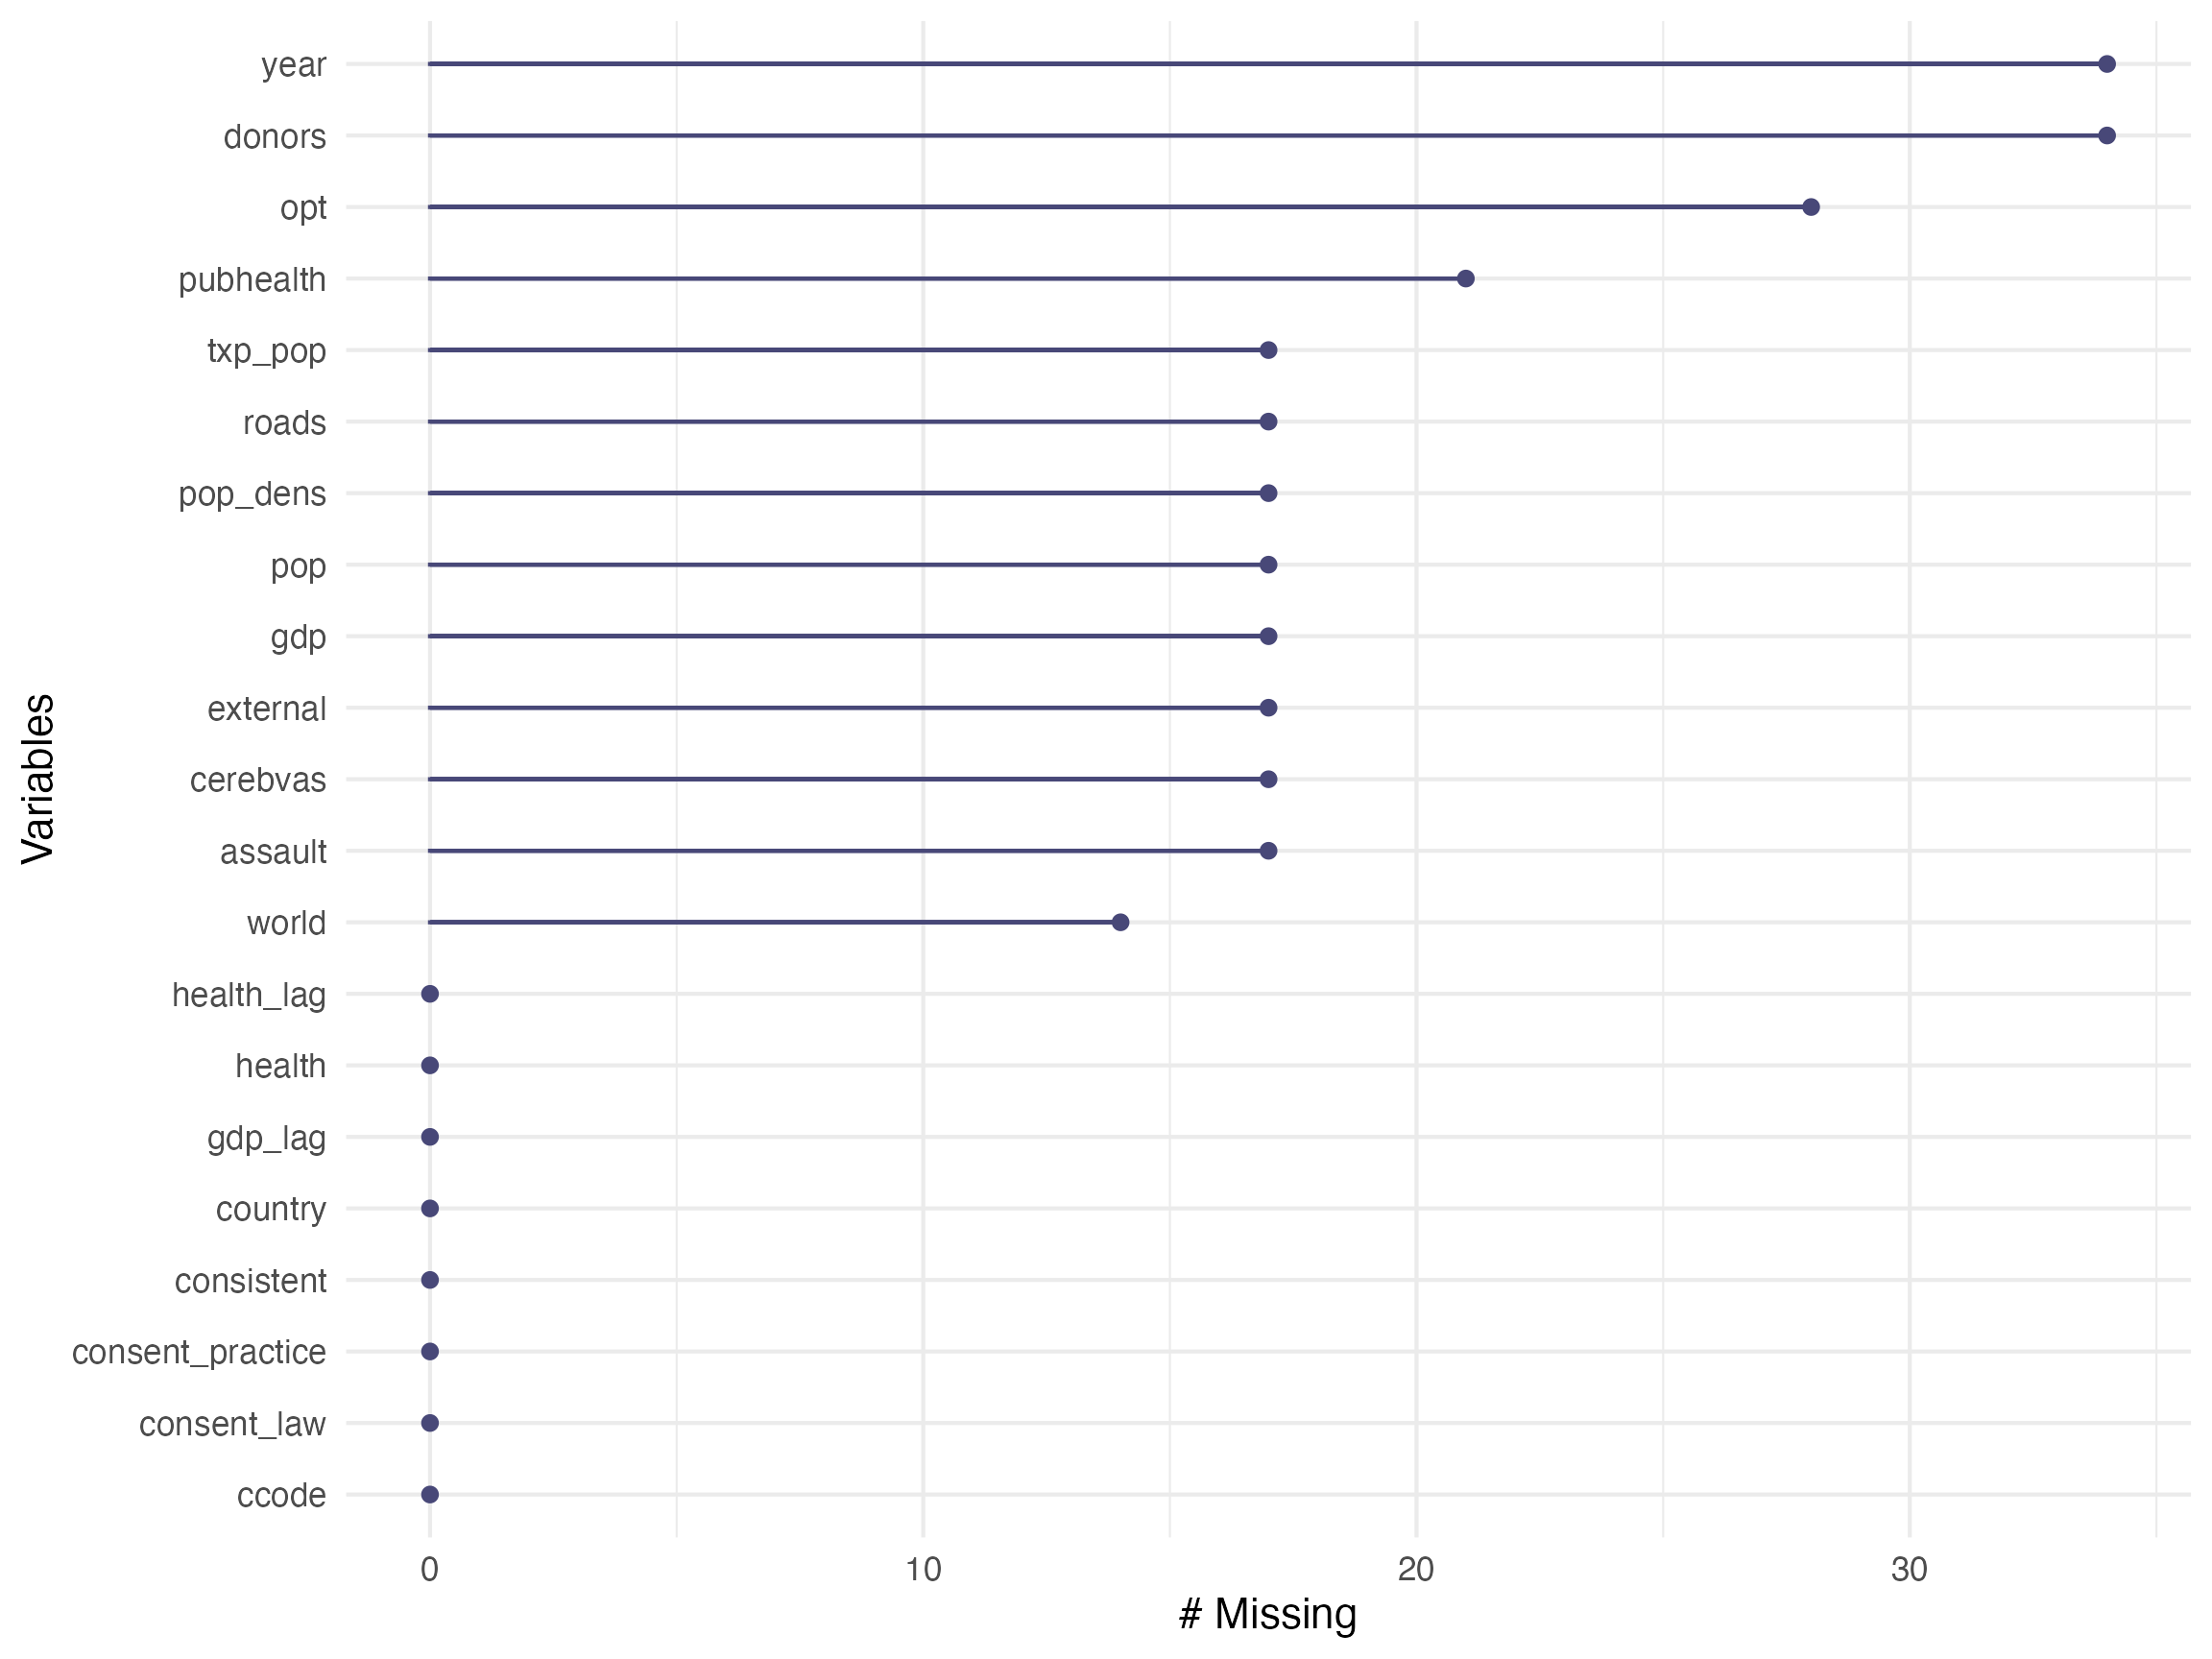 year
donors
opt
pubhealth
txp_pop
roads
pop_dens
pop
gdp
external
cerebvas
assault
world
health_lag
health
gdp_lag
country
consistent
consent_practice
consent_law
ccode
Variables
0 10 20 30
# Missing